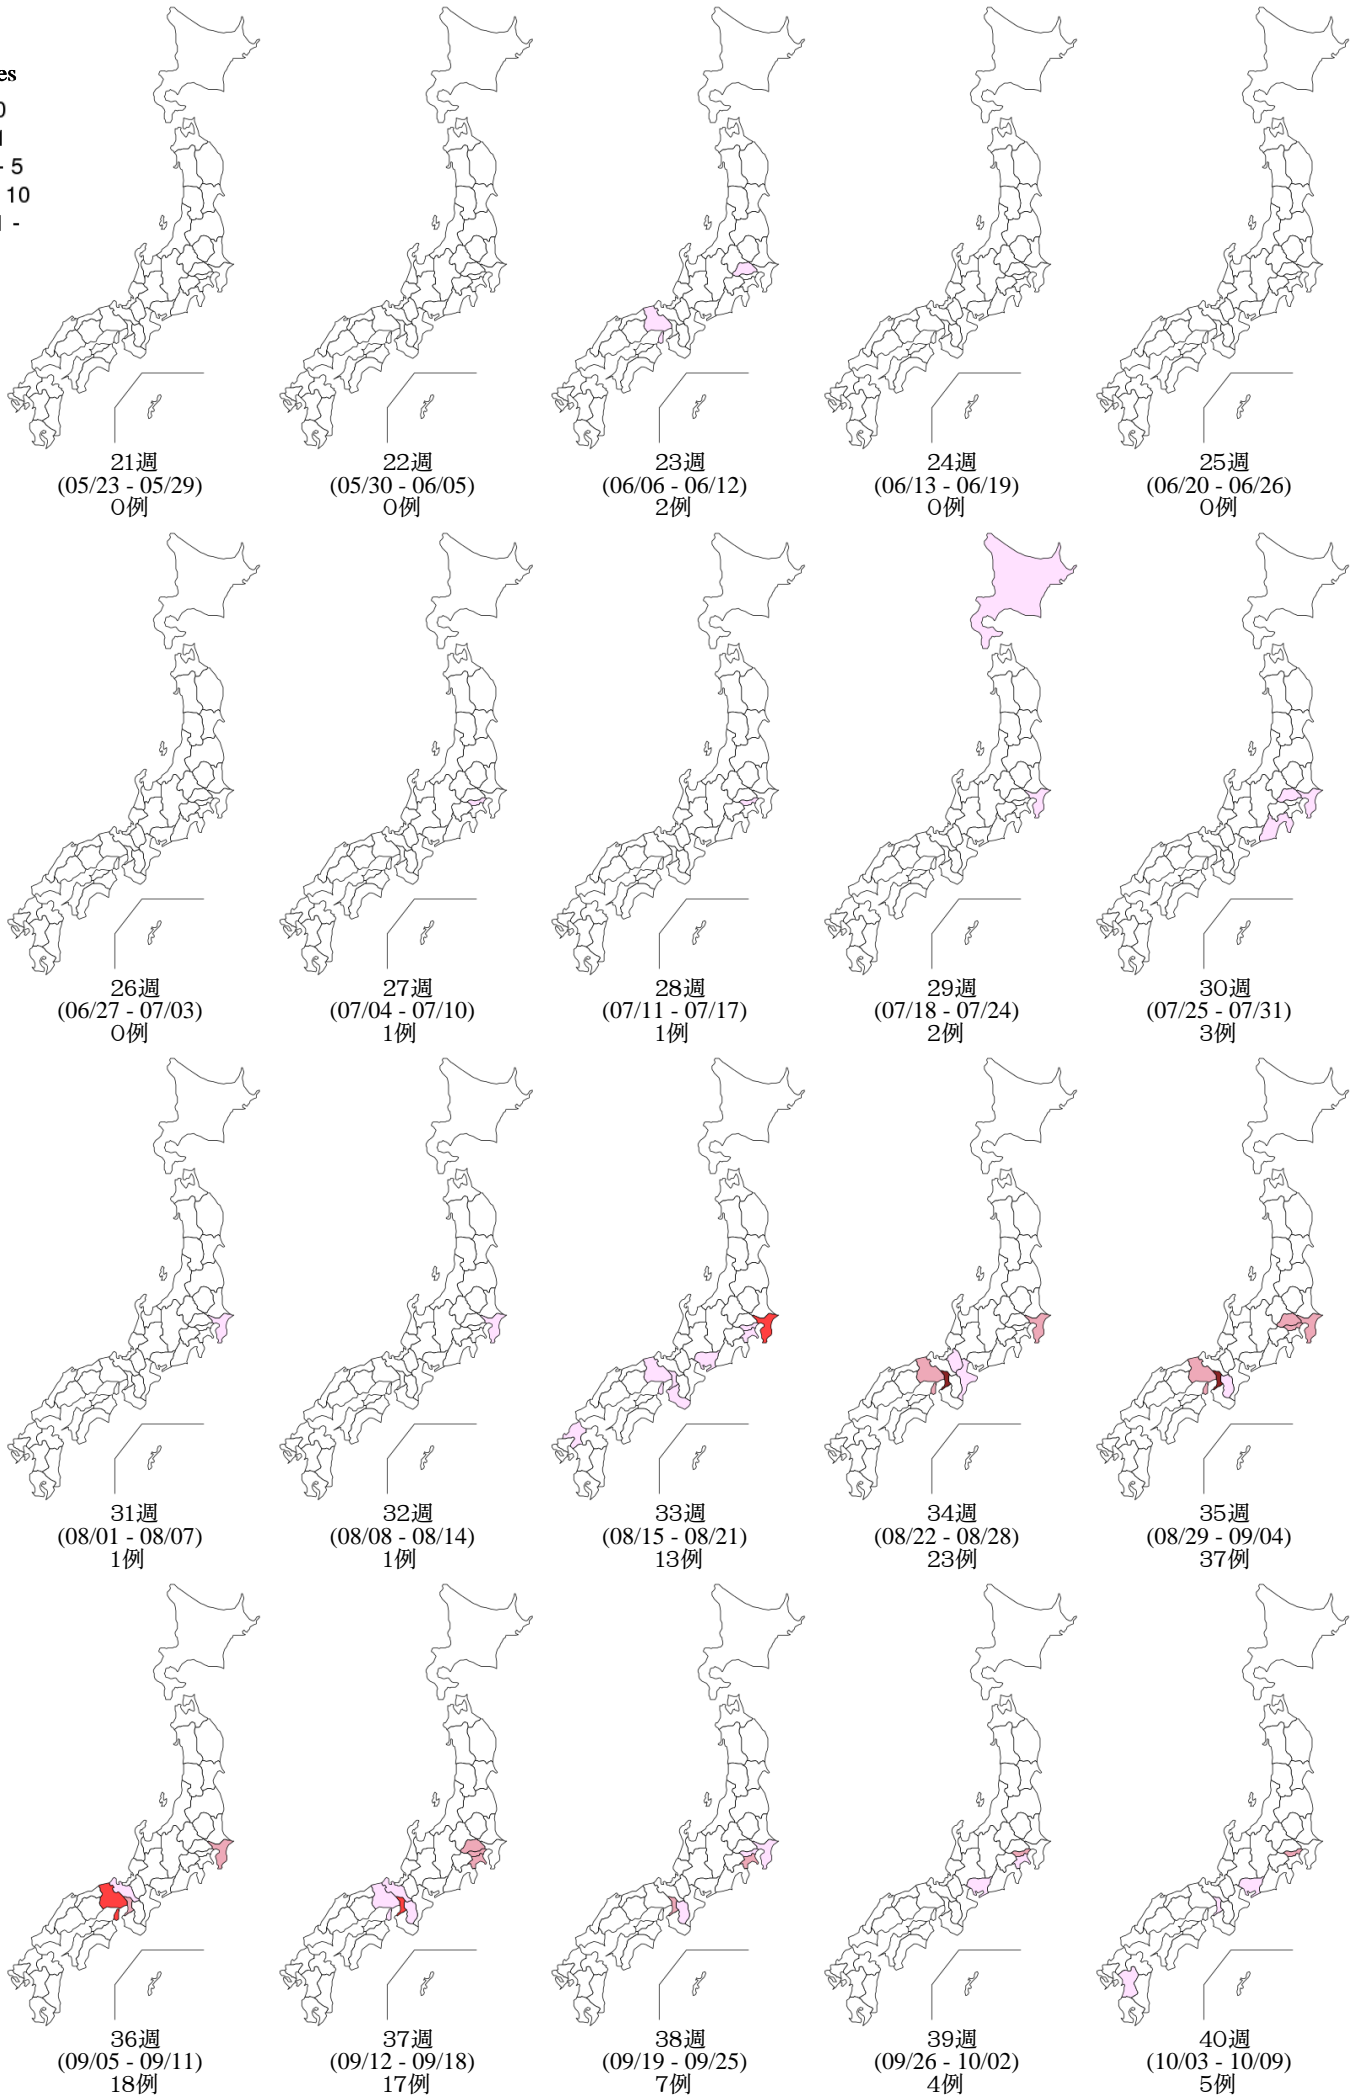 es
0
1
- 5
10
1 -
21週
(05/23 - 05/29)
0例
22週
(05/30 - 06/05)
0例
23週
(06/06 - 06/12)
2例
24週
(06/13 - 06/19)
0例
25週
(06/20 - 06/26)
0例
26週
(06/27 - 07/03)
0例
27週
(07/04 - 07/10)
1例
28週
(07/11 - 07/17)
1例
29週
(07/18 - 07/24)
2例
30週
(07/25 - 07/31)
3例
31週
(08/01 - 08/07)
1例
32週
(08/08 - 08/14)
1例
33週
(08/15 - 08/21)
13例
34週
(08/22 - 08/28)
23例
35週
(08/29 - 09/04)
37例
36週
(09/05 - 09/11)
18例
37週
(09/12 - 09/18)
17例
38週
(09/19 - 09/25)
7例
39週
(09/26 - 10/02)
4例
40週
(10/03 - 10/09)
5例